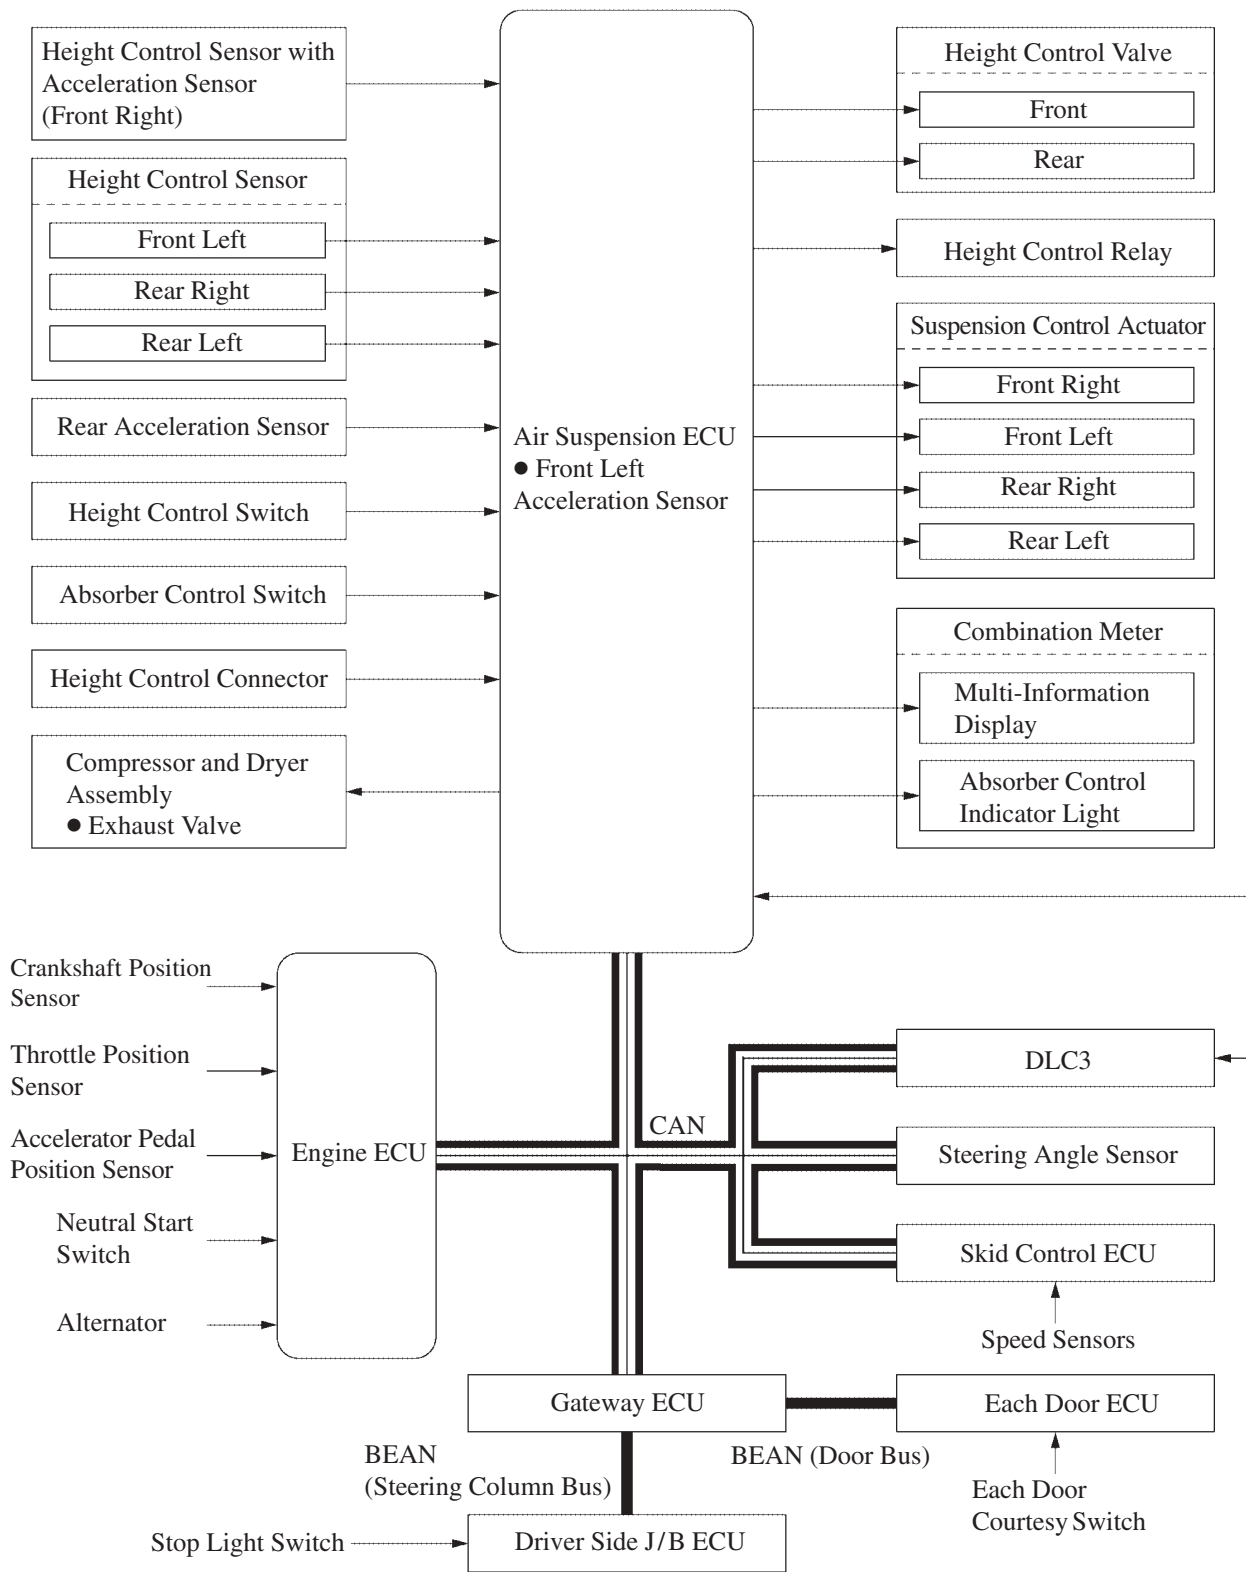 Height Control Sensor with
Acceleration Sensor
(Front Right)
Height Control Sensor
Front Left
Rear Right
Rear Left
Rear Acceleration Sensor
Height Control Switch
Absorber Control Switch
Height Control Connector
Compressor and Dryer
Assembly
● Exhaust Valve
Air Suspension ECU
● Front Left
Acceleration Sensor
Height Control Valve
Front
Rear
Height Control Relay
Suspension Control Actuator
Front Right
Front Left
Rear Right
Rear Left
Combination Meter
Multi-Information
Display
Absorber Control
Indicator Light
Crankshaft Position
Sensor
Throttle Position
Sensor
Accelerator Pedal
Position Sensor
Neutral Start
Switch
Alternator
Engine ECU
CAN
DLC3
Steering Angle Sensor
Skid Control ECU
Speed Sensors
Gateway ECU
Each Door ECU
BEAN
(Steering Column Bus)
BEAN (Door Bus)
Each Door
Courtesy Switch
Stop Light Switch
Driver Side J/B ECU